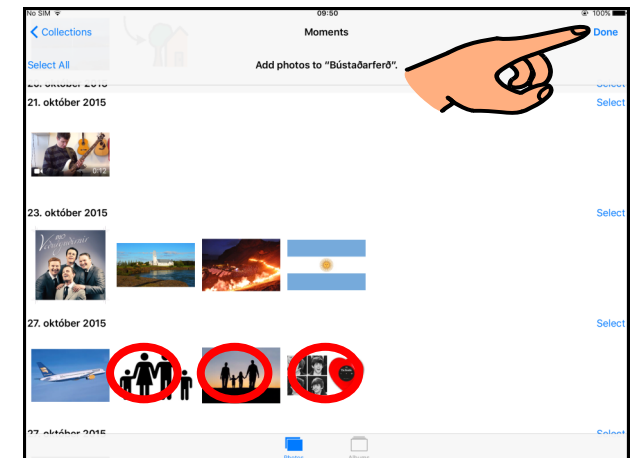 No SIM 09:50 100%
Collections Moments Done
Select All Add photos to “Bústaðarferð”.
21. október 2015 Select
0:12
23. október 2015 Select
27. október 2015 Select
27. október 2015 Select
Photos Albums